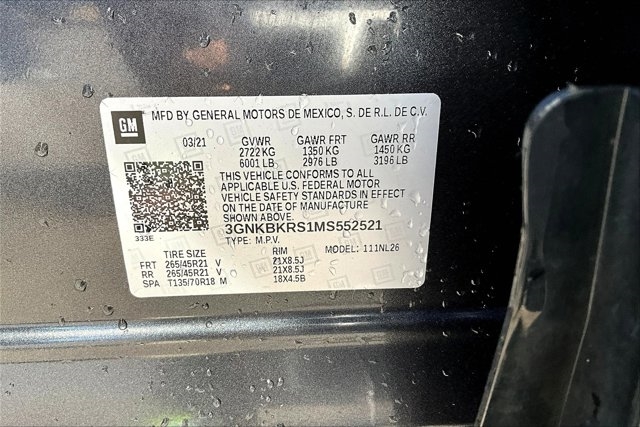 MFD BY GENERAL MOTORS DE MEXICO, S. DE R.L. DE C.V.
GM
03/21 GVWR GAWR FRT GAWR RR
2722 KG 1350 KG 1450 KG
6001 LB 2976 LB 3196 LB
THIS VEHICLE CONFORMS TO ALL
APPLICABLE U.S. FEDERAL MOTOR
VEHICLE SAFETY STANDARDS IN EFFECT
ON THE DATE OF MANUFACTURE
SHOWN ABOVE.
3GNKBKRS1MS552521
333E
TYPE: M.P.V. MODEL: 111NL26
TIRE SIZE RIM
FRT 265/45R21 V 21X8.5J
RR 265/45R21 V 21X8.5J
SPA T135/70R18 M 18X4.5B